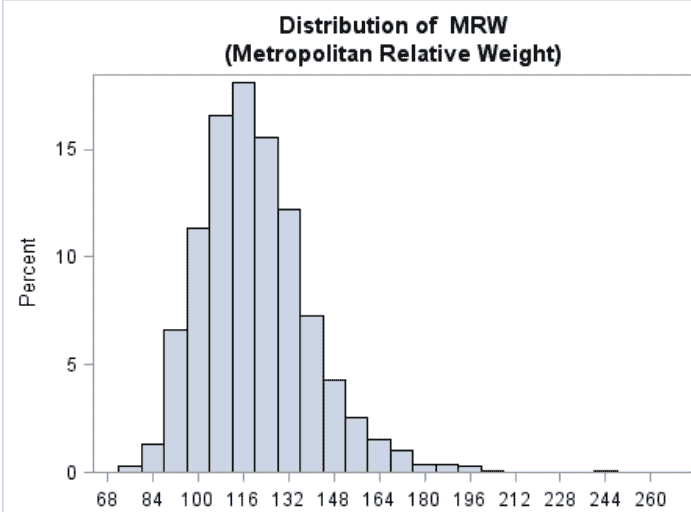 Distribution of MRW
(Metropolitan Relative Weight)
15
10
5
0
Percent
68 84 100 116 132 148 164 180 196 212 228 244 260